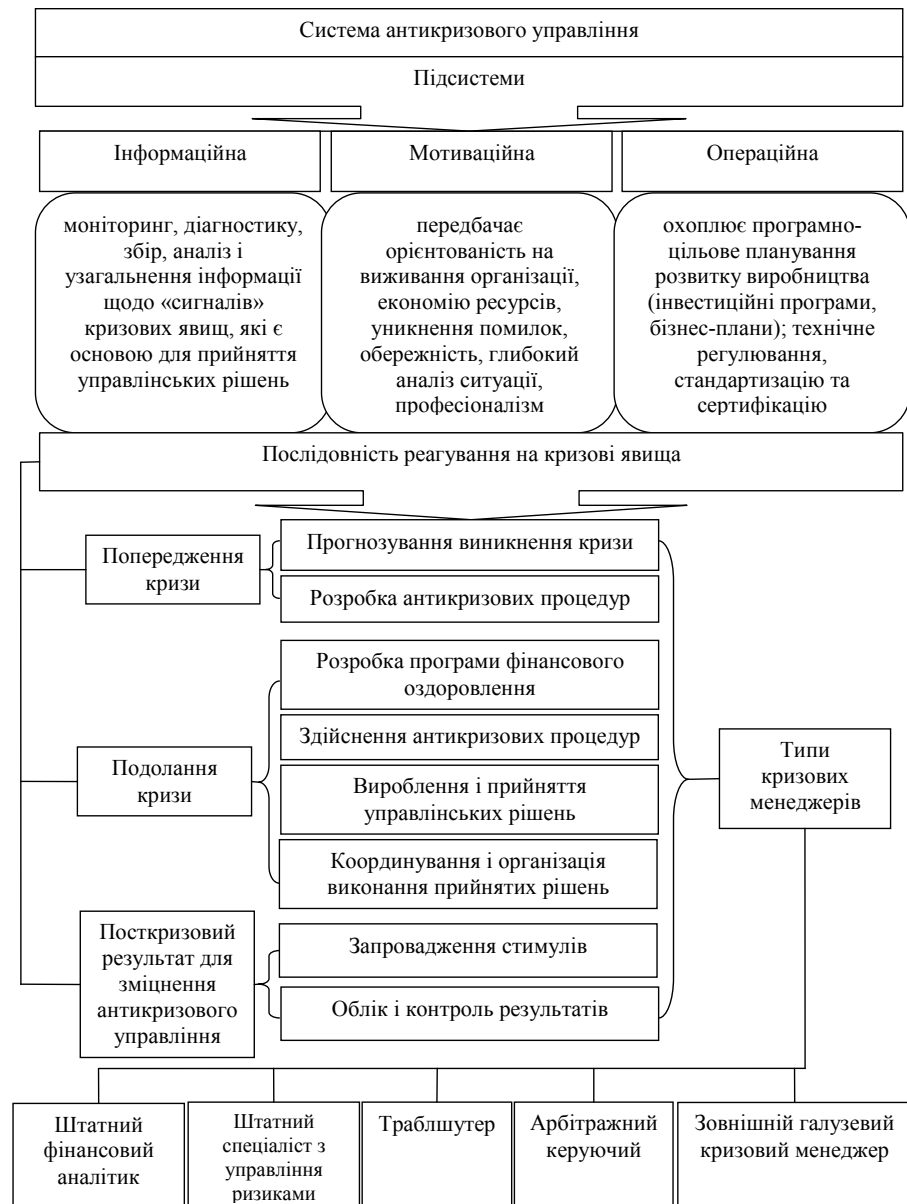 Система антикризового управління
Підсистеми
Інформаційна
Мотиваційна
Операційна
моніторинг, діагностику,
збір, аналіз і
узагальнення інформації
щодо «сигналів»
кризових явищ, які є
основою для прийняття
управлінських рішень
передбачає
орієнтованість на
виживання організації,
економію ресурсів,
уникнення помилок,
обережність, глибокий
аналіз ситуації,
професіоналізм
охоплює програмно-
цільове планування
розвитку виробництва
(інвестиційні програми,
бізнес-плани); технічне
регулювання,
стандартизацію та
сертифікацію
Послідовність реагування на кризові явища
Попередження
кризи
Прогнозування виникнення кризи
Розробка антикризових процедур
Подолання
кризи
Розробка програми фінансового
оздоровлення
Здійснення антикризових процедур
Вироблення і прийняття
управлінських рішень
Координування і організація
виконання прийнятих рішень
Типи
кризових
менеджерів
Посткризовий
результат для
зміцнення
антикризового
управління
Запровадження стимулів
Облік і контроль результатів
Штатний
фінансовий
аналітик
Штатний
спеціаліст з
управління
ризиками
Траблшутер
Арбітражний
керуючий
Зовнішній галузевий
кризовий менеджер